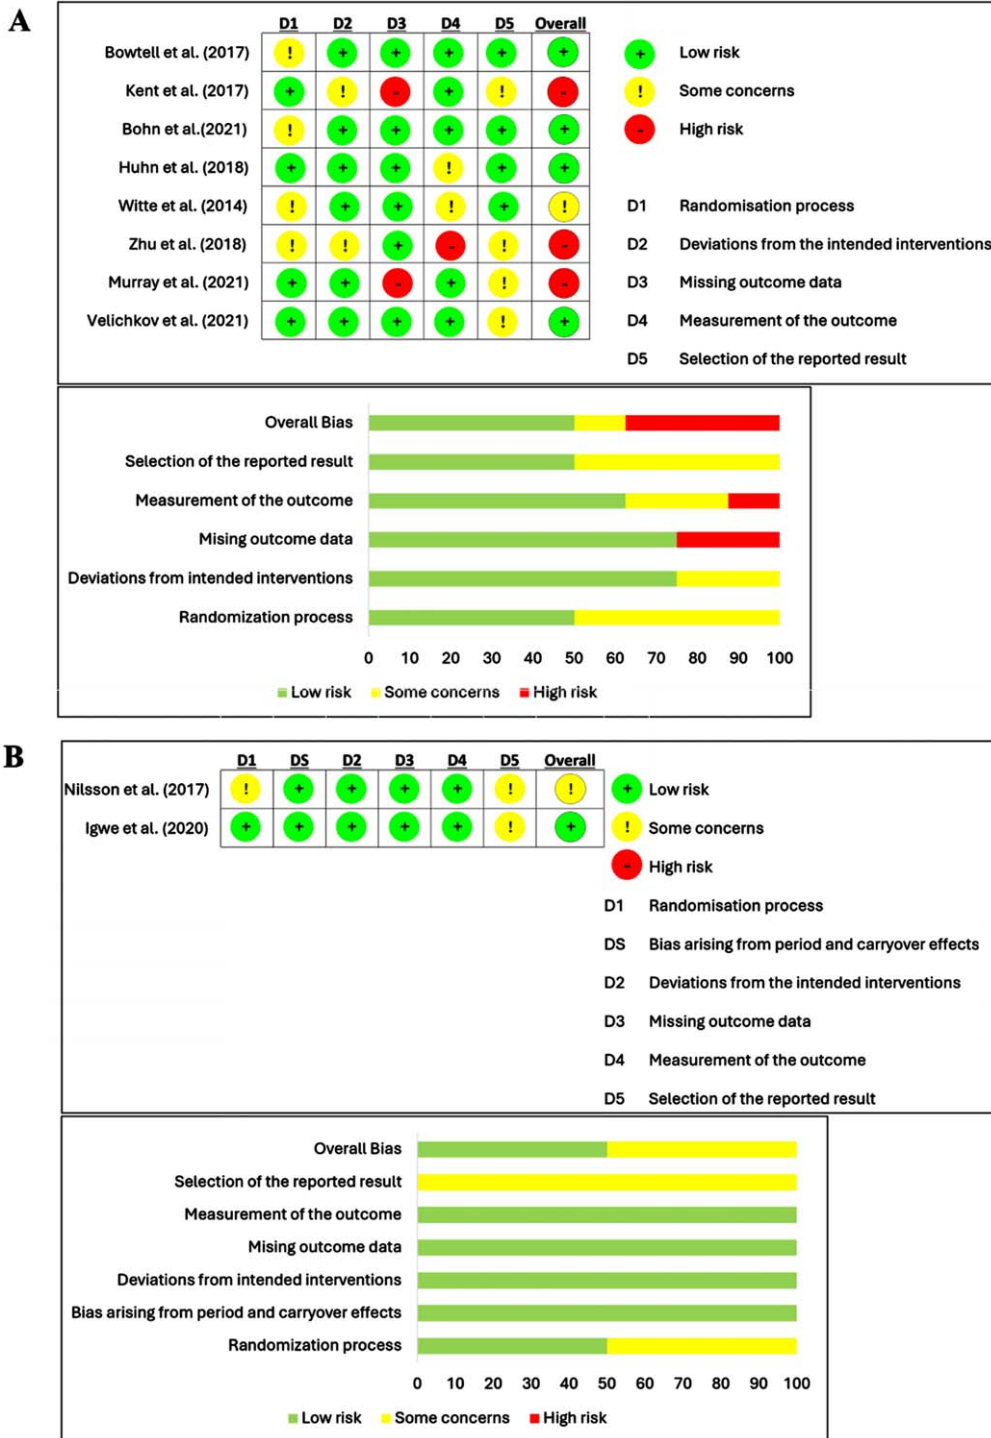 A
D1 D2 D3 D4 D5 Overall
Bowtell et al. (2017) ! + + + + +
Kent et al. (2017) + ! - + ! -
Bohn et al.(2021) ! + + + + +
Huhn et al. (2018) + + + ! + +
Witte et al. (2014) ! + + ! + !
Zhu et al. (2018) ! ! + - ! -
Murray et al. (2021) + + - + ! -
Velichkov et al. (2021) + + + + ! +
+ Low risk
! Some concerns
- High risk
D1 Randomisation process
D2 Deviations from the intended interventions
D3 Missing outcome data
D4 Measurement of the outcome
D5 Selection of the reported result
Overall Bias
Selection of the reported result
Measurement of the outcome
Mising outcome data
Deviations from intended interventions
Randomization process
0 10 20 30 40 50 60 70 80 90 100
Low risk Some concerns High risk
B
D1 DS D2 D3 D4 D5 Overall
Nilsson et al. (2017) ! + + + + ! !
Igwe et al. (2020) + + + + + ! +
+ Low risk
! Some concerns
- High risk
D1 Randomisation process
DS Bias arising from period and carryover effects
D2 Deviations from the intended interventions
D3 Missing outcome data
D4 Measurement of the outcome
D5 Selection of the reported result
Overall Bias
Selection of the reported result
Measurement of the outcome
Mising outcome data
Deviations from intended interventions
Bias arising from period and carryover effects
Randomization process
0 10 20 30 40 50 60 70 80 90 100
Low risk Some concerns High risk